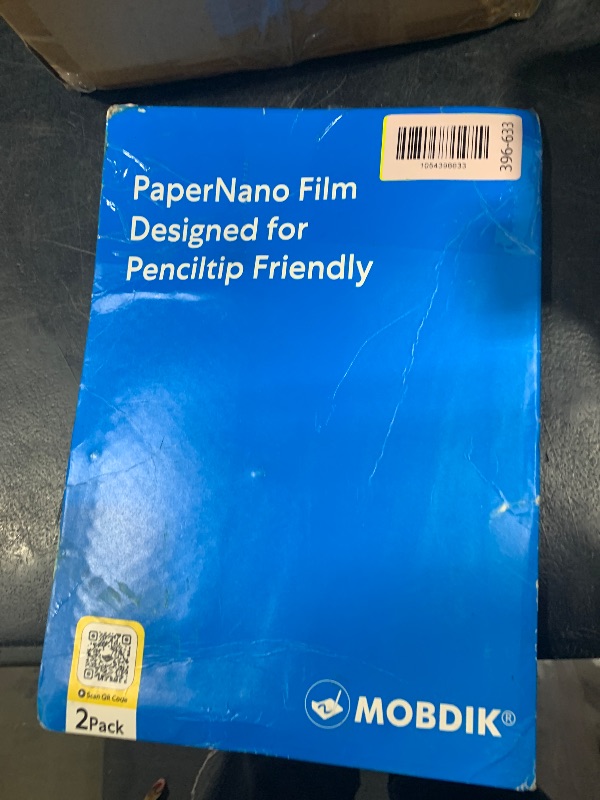 396-633
PaperNano Film
Designed for
Penciltip Friendly
Scan QR Code
2Pack
MOBDIK®